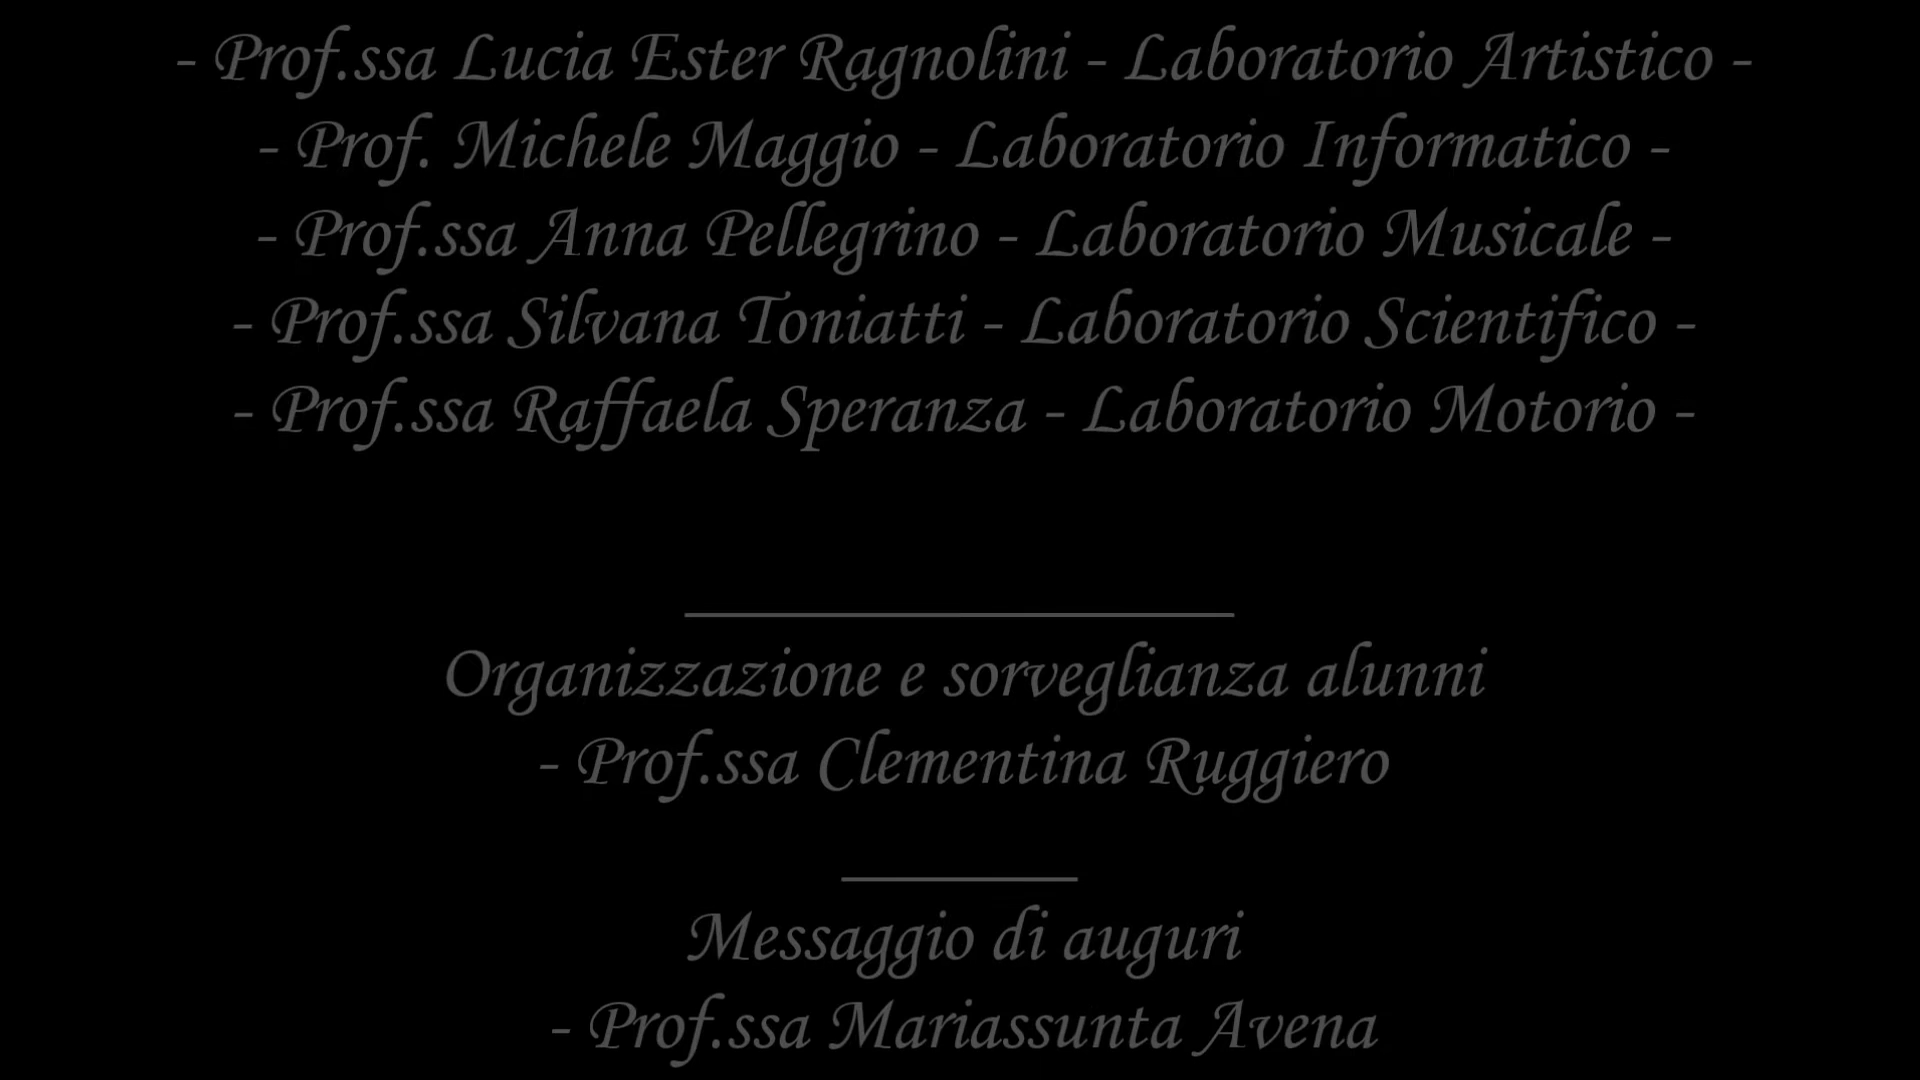 - Prof.ssa Lucia Ester Ragnolini - Laboratorio Artistico -
- Prof. Michele Maggio - Laboratorio Informatico -
- Prof.ssa Anna Pellegrino - Laboratorio Musicale -
- Prof.ssa Silvana Toniatti - Laboratorio Scientifico -
- Prof.ssa Raffaela Speranza - Laboratorio Motorio -
Organizzazione e sorveglianza alunni
- Prof.ssa Clementina Ruggiero
Messaggio di auguri
- Prof.ssa Mariassunta Avena